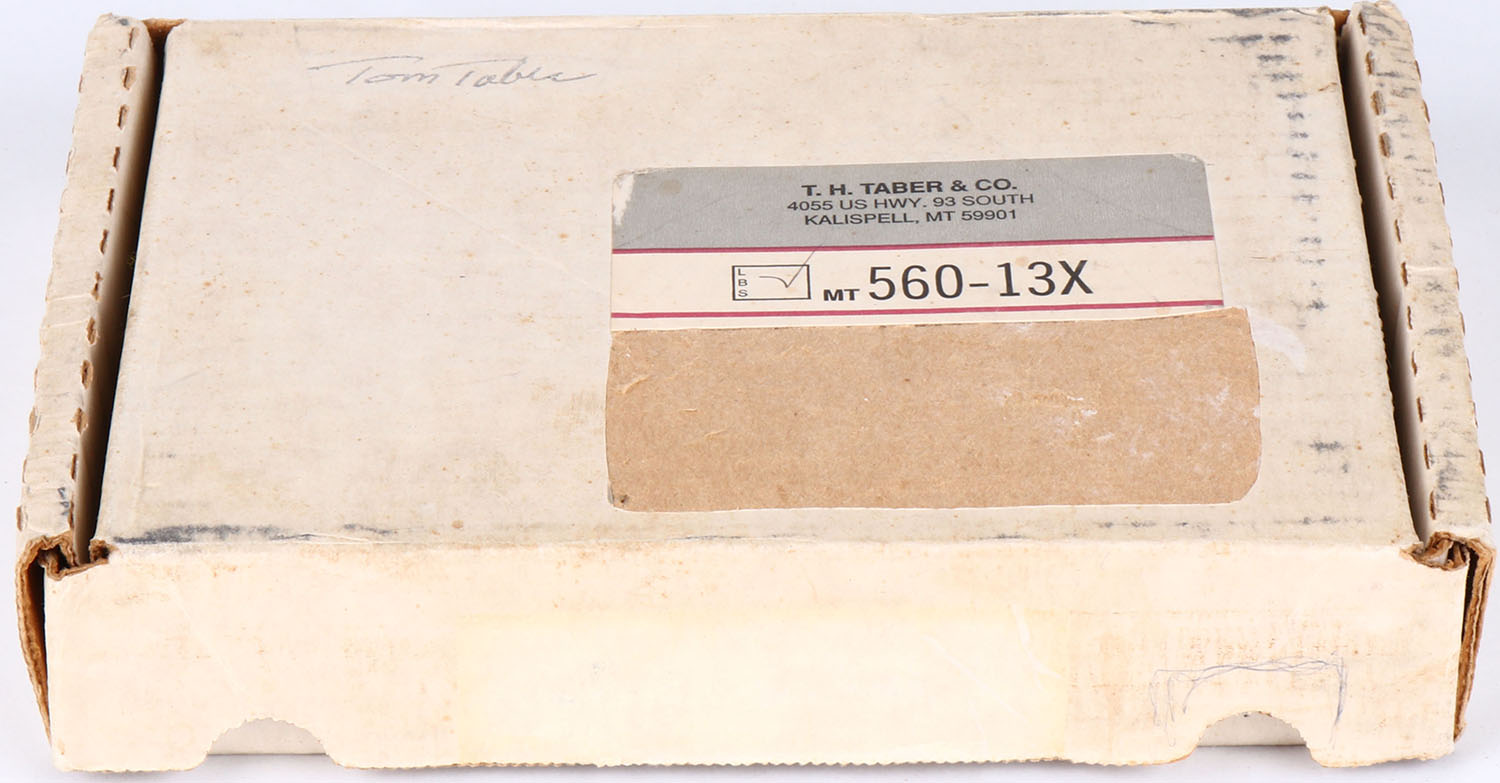 Tom Taber
T. H. TABER & CO.
4055 US HWY. 93 SOUTH
KALISPELL, MT 59901
LBS
MT 560-13X